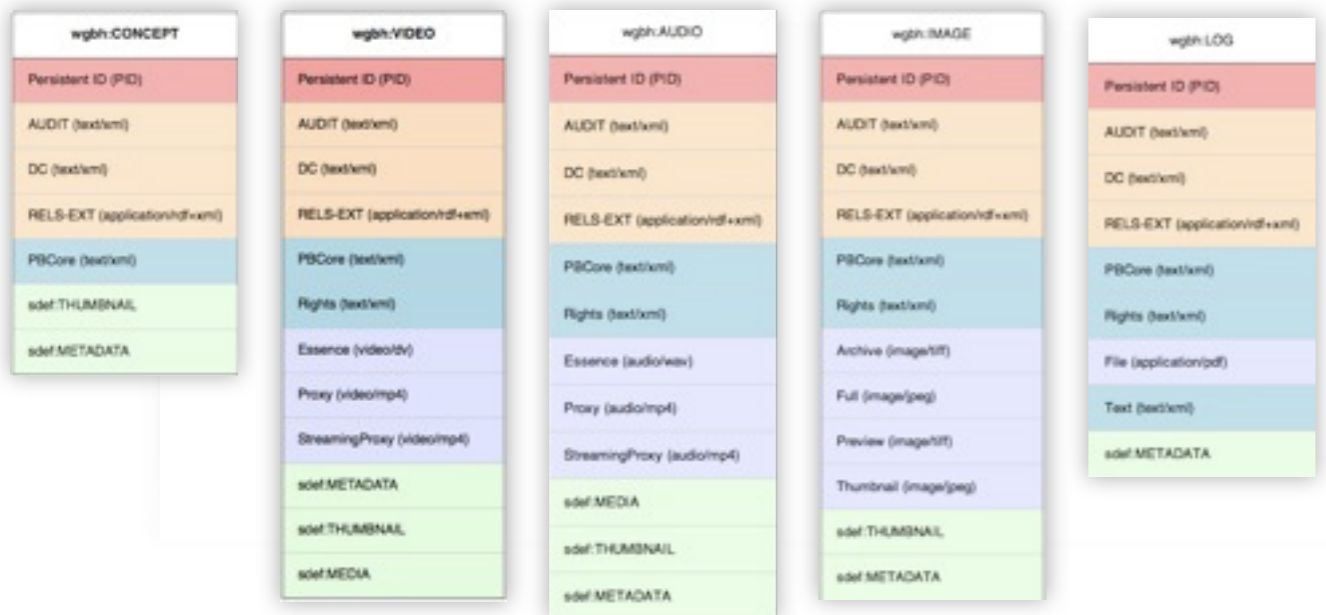 wgbh:CONCEPT
Persistent ID (PID)
AUDIT (text/xml)
DC (text/xml)
RELS-EXT (application/rdf+xml)
PBCore (text/xml)
sdef:THUMBNAIL
sdef:METADATA
wgbh:VIDEO
Persistent ID (PID)
AUDIT (text/xml)
DC (text/xml)
RELS-EXT (application/rdf+xml)
PBCore (text/xml)
Rights (text/xml)
Essence (video/dv)
Proxy (video/mp4)
StreamingProxy (video/mp4)
sdef:METADATA
sdef:THUMBNAIL
sdef:MEDIA
wgbh:AUDIO
Persistent ID (PID)
AUDIT (text/xml)
DC (text/xml)
RELS-EXT (application/rdf+xml)
PBCore (text/xml)
Rights (text/xml)
Essence (audio/wav)
Proxy (audio/mp4)
StreamingProxy (audio/mp4)
sdef:MEDIA
sdef:THUMBNAIL
sdef:METADATA
wgbh:IMAGE
Persistent ID (PID)
AUDIT (text/xml)
DC (text/xml)
RELS-EXT (application/rdf+xml)
PBCore (text/xml)
Rights (text/xml)
Archive (image/tiff)
Full (image/jpeg)
Preview (image/tiff)
Thumbnail (image/jpeg)
sdef:THUMBNAIL
sdef:METADATA
wgbh:LOG
Persistent ID (PID)
AUDIT (text/xml)
DC (text/xml)
RELS-EXT (application/rdf+xml)
PBCore (text/xml)
Rights (text/xml)
File (application/pdf)
Text (text/xml)
sdef:METADATA